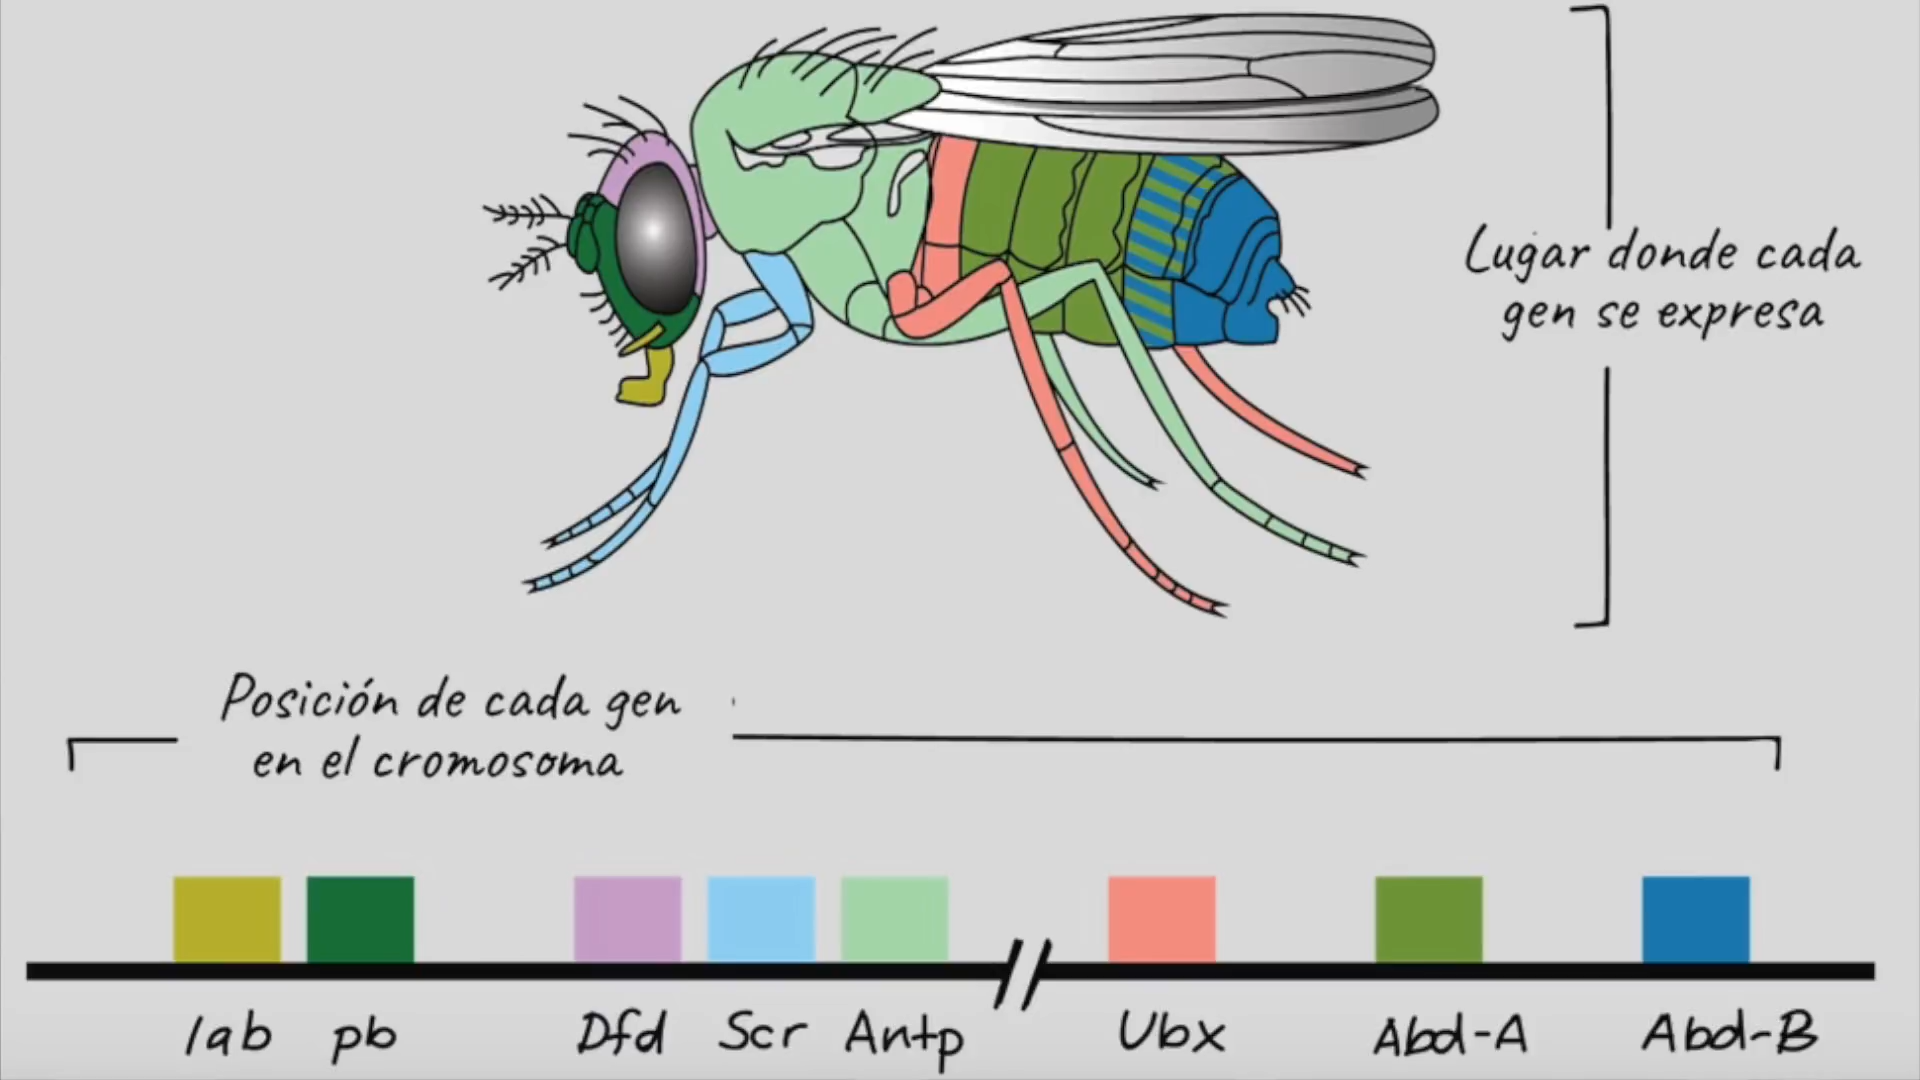 Lugar donde cada
gen se expresa
Posición de cada gen
en el cromosoma
lab pb Dfd Scr Antp Ubx Abd-A Abd-B